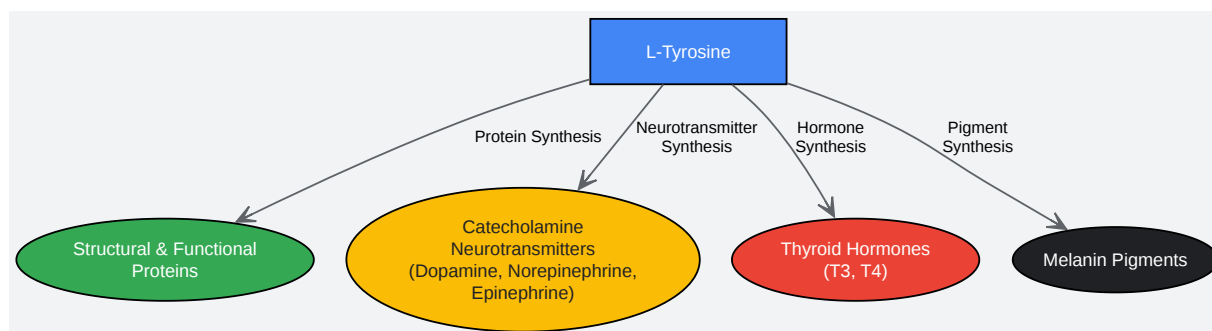 L-Tyrosine
Protein Synthesis
Neurotransmitter
Synthesis
Hormone
Synthesis
Pigment
Synthesis
Structural & Functional
Proteins
Catecholamine
Neurotransmitters
(Dopamine, Norepinephrine,
Epinephrine)
Thyroid Hormones
(T3, T4)
Melanin Pigments